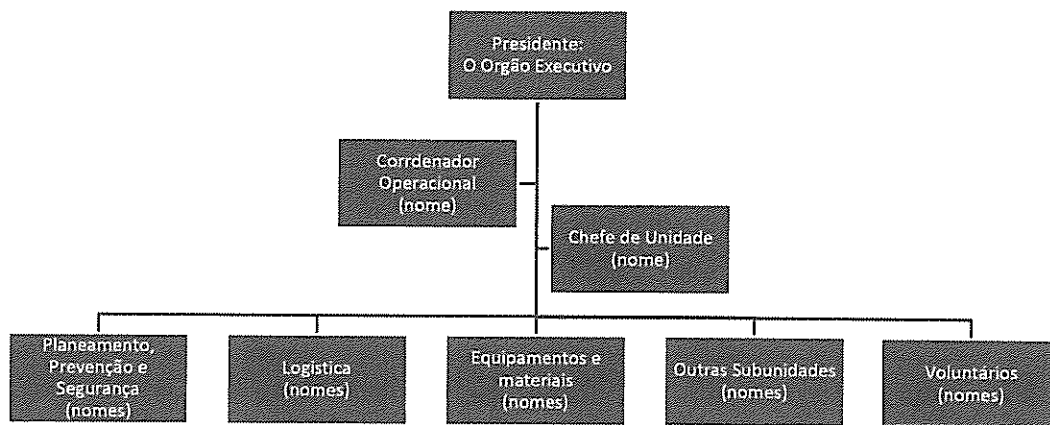 Presidente:
O Orgão Executivo
Corrdenador
Operacional
(nome)
Chefe de Unidade
(nome)
Planeamento,
Prevenção e
Segurança
(nomes)
Logistica
(nomes)
Equipamentos e
materiais
(nomes)
Outras Subunidades
(nomes)
Voluntários
(nomes)